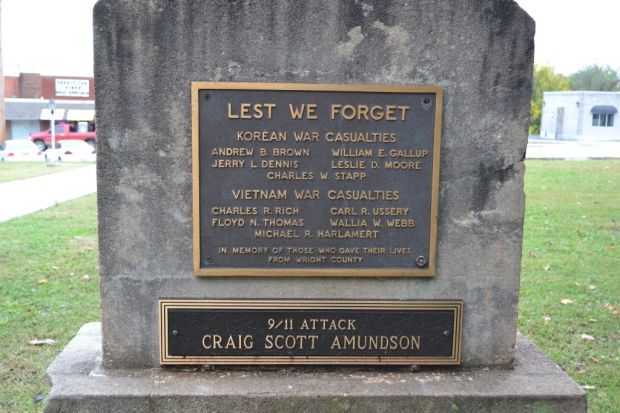 LEST WE FORGET
KOREAN WAR CASUALTIES
ANDREW B. BROWN WILLIAM E. GALLUP
JERRY L. DENNIS LESLIE D. MOORE
CHARLES W. STAPP
VIETNAM WAR CASUALTIES
CHARLES R. RICH CARL R. USSERY
FLOYD N. THOMAS WALLIA W. WEBB
MICHAEL R. HARLAMERT
IN MEMORY OF THOSE WHO GAVE THEIR LIVES
FROM WRIGHT COUNTY
9/11 ATTACK
CRAIG SCOTT AMUNDSON